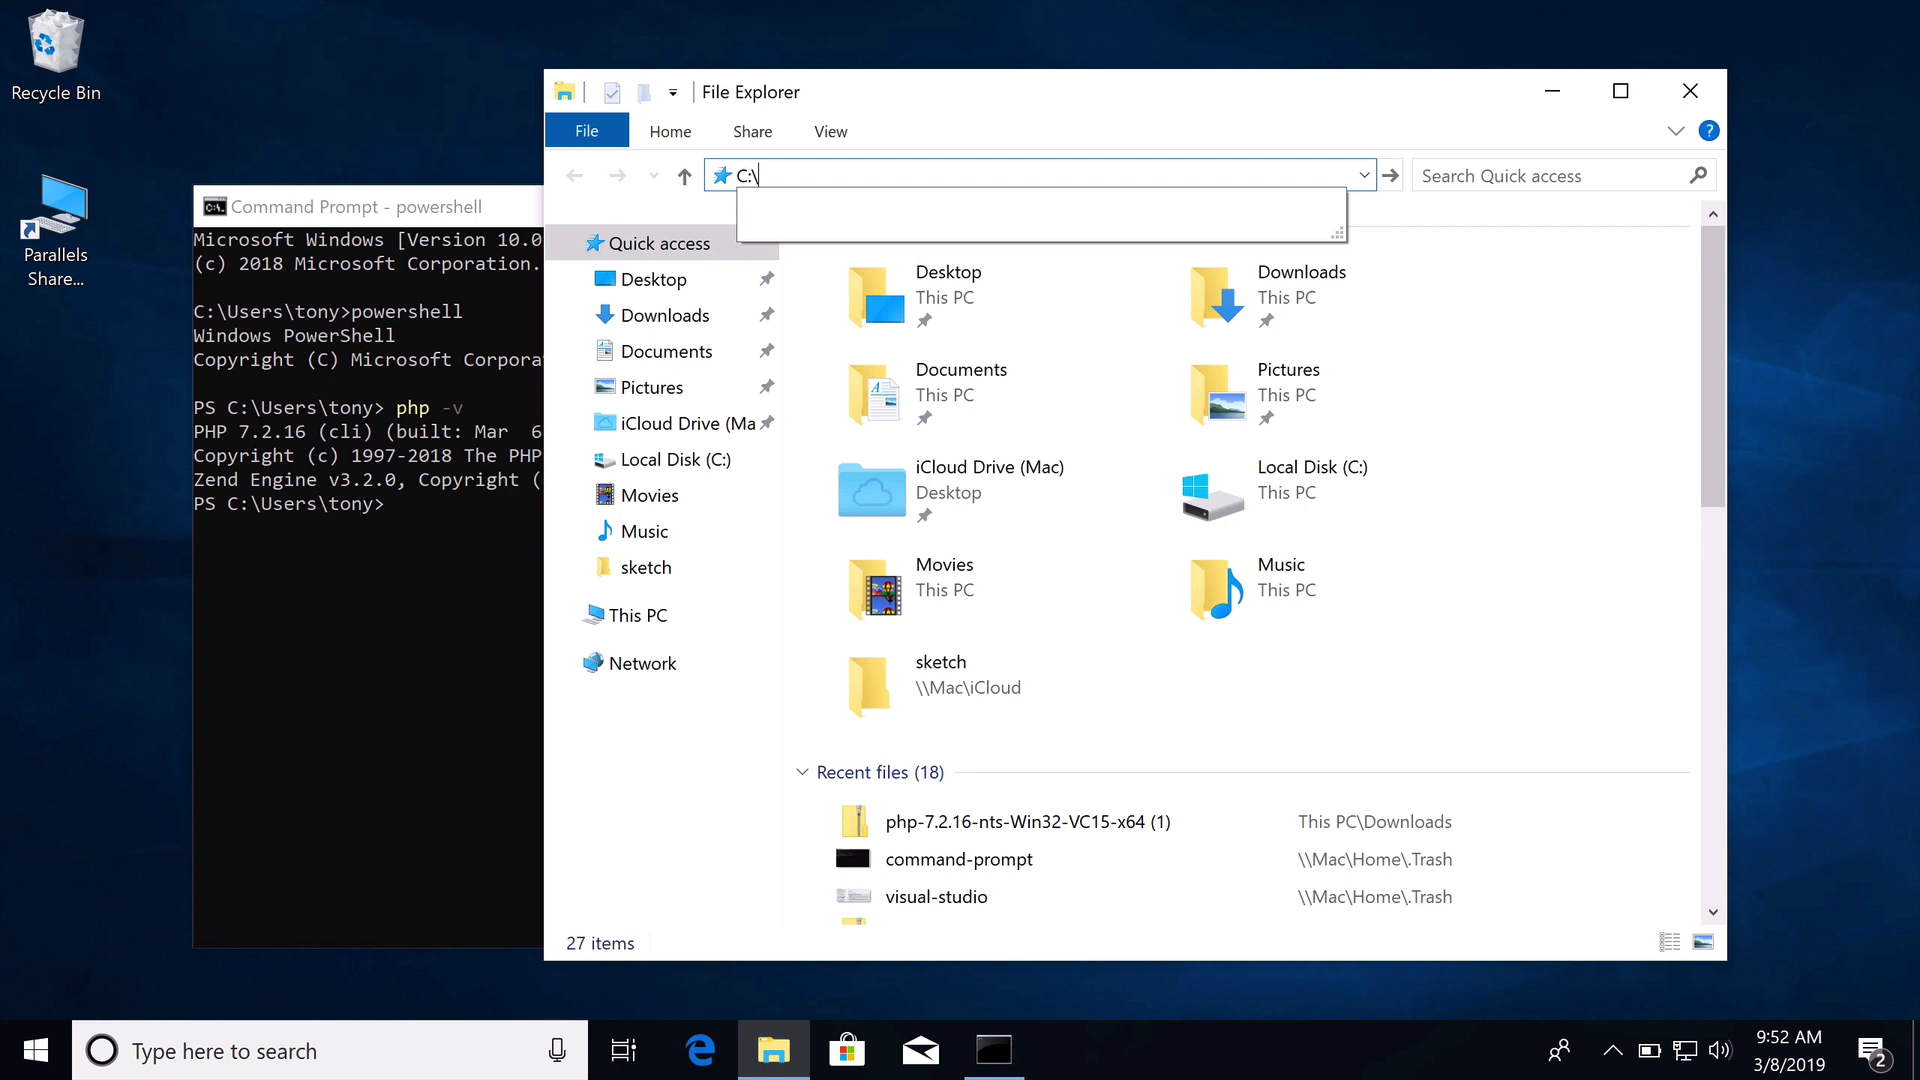 Recycle Bin
Parallels
Share...
Command Prompt - powershell
Microsoft Windows [Version 10.0
(c) 2018 Microsoft Corporation.
C:\Users\tony>powershell
Windows PowerShell
Copyright (C) Microsoft Corpora
PS C:\Users\tony> php -v
PHP 7.2.16 (cli) (built: Mar  6
Copyright (c) 1997-2018 The PHP
Zend Engine v3.2.0, Copyright (
PS C:\Users\tony>
File Explorer
File Home Share View
?
C:\
Search Quick access
Quick access
Desktop
Downloads
Documents
Pictures
iCloud Drive (Ma
Local Disk (C:)
Movies
Music
sketch
This PC
Network
Desktop
This PC
Downloads
This PC
Documents
This PC
Pictures
This PC
iCloud Drive (Mac)
Desktop
Local Disk (C:)
This PC
Movies
This PC
Music
This PC
sketch
\\Mac\iCloud
Recent files (18)
php-7.2.16-nts-Win32-VC15-x64 (1) This PC\Downloads
command-prompt \\Mac\Home\.Trash
visual-studio \\Mac\Home\.Trash
27 items
Type here to search
9:52 AM
3/8/2019
2